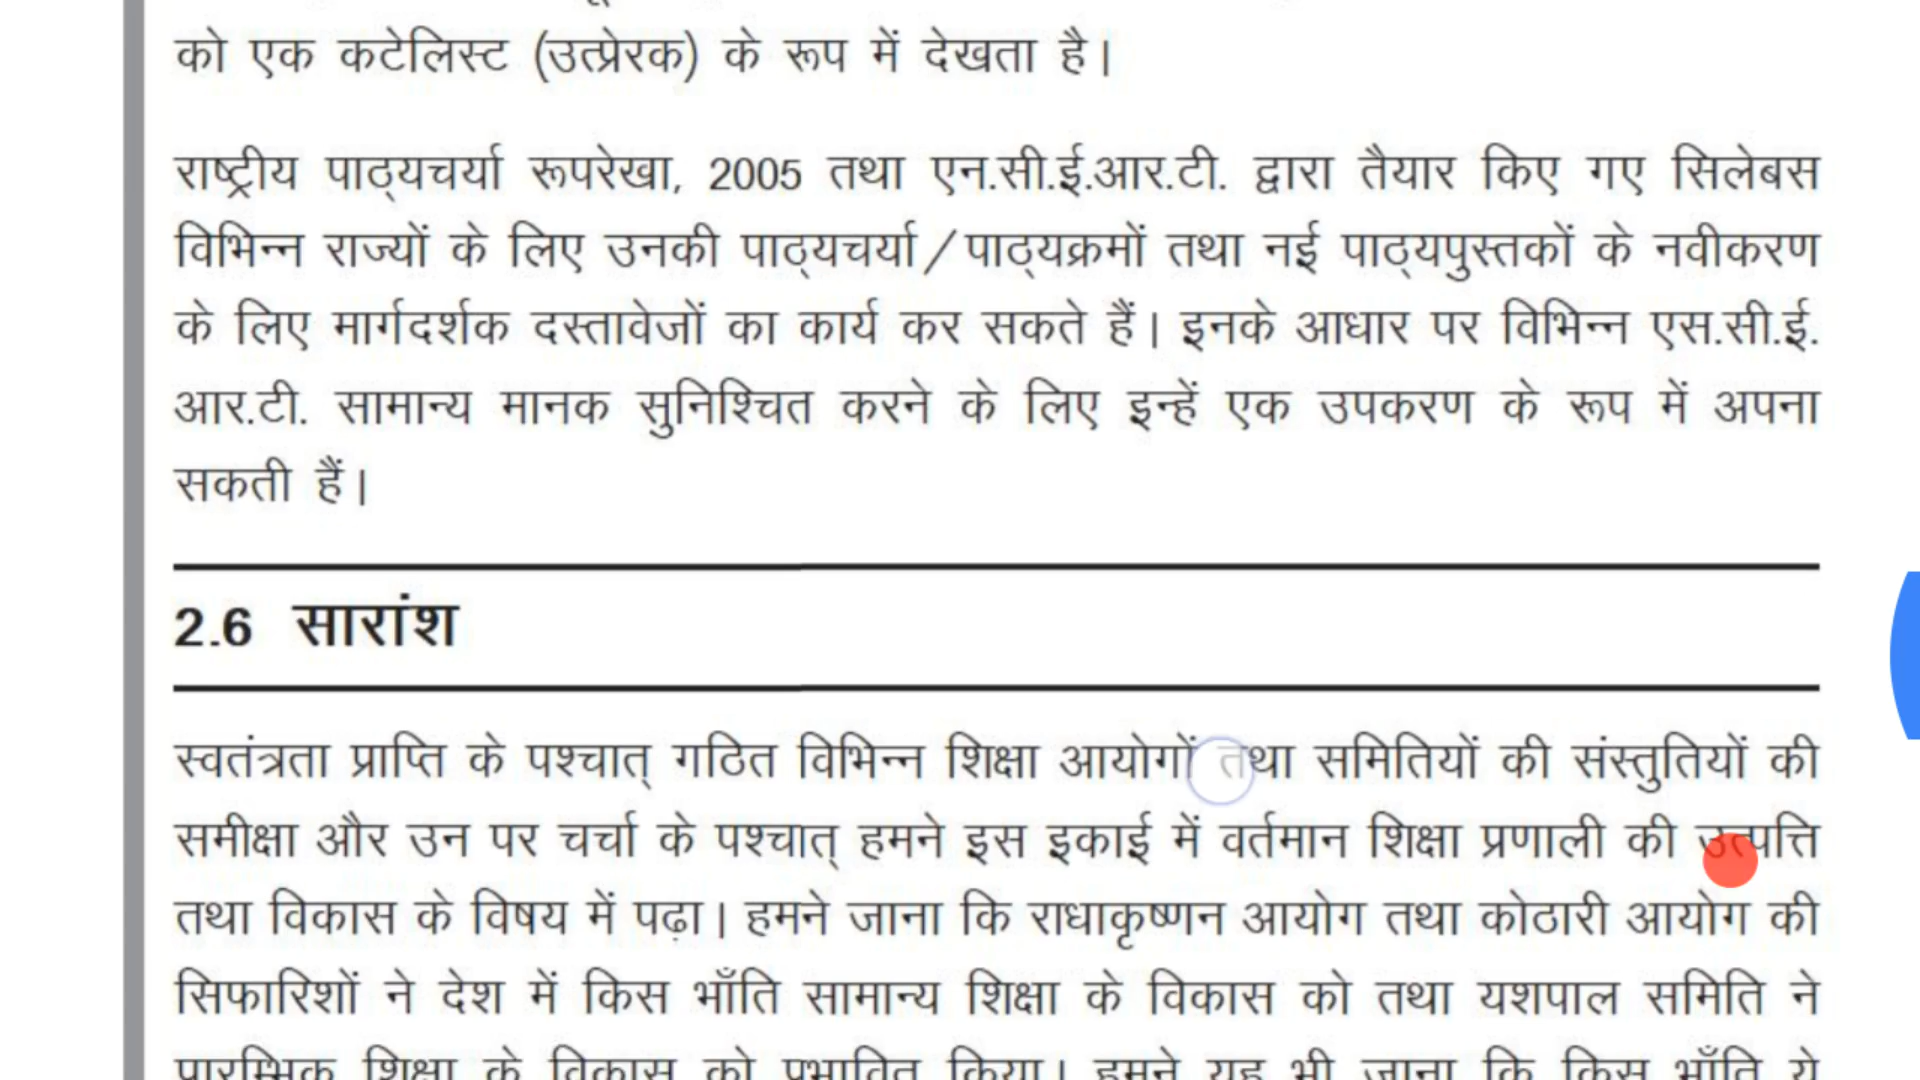 को एक कटेलिस्ट (उत्प्रेरक) के रूप में देखता है।
राष्ट्रीय पाठ्यचर्या रूपरेखा, 2005 तथा एन.सी.ई.आर.टी. द्वारा तैयार किए गए सिलेबस
विभिन्न राज्यों के लिए उनकी पाठ्यचर्या/पाठ्यक्रमों तथा नई पाठ्यपुस्तकों के नवीकरण
के लिए मार्गदर्शक दस्तावेजों का कार्य कर सकते हैं। इनके आधार पर विभिन्न एस.सी.ई.
आर.टी. सामान्य मानक सुनिश्चित करने के लिए इन्हें एक उपकरण के रूप में अपना
सकती हैं।
2.6 सारांश
स्वतंत्रता प्राप्ति के पश्चात् गठित विभिन्न शिक्षा आयोगों तथा समितियों की संस्तुतियों की
समीक्षा और उन पर चर्चा के पश्चात् हमने इस इकाई में वर्तमान शिक्षा प्रणाली की उत्पत्ति
तथा विकास के विषय में पढ़ा। हमने जाना कि राधाकृष्णन आयोग तथा कोठारी आयोग की
सिफारिशों ने देश में किस भाँति सामान्य शिक्षा के विकास को तथा यशपाल समिति ने
प्रारम्भिक शिक्षा के विकास को प्रभावित किया। हमने यह भी जाना कि किस भाँति ये